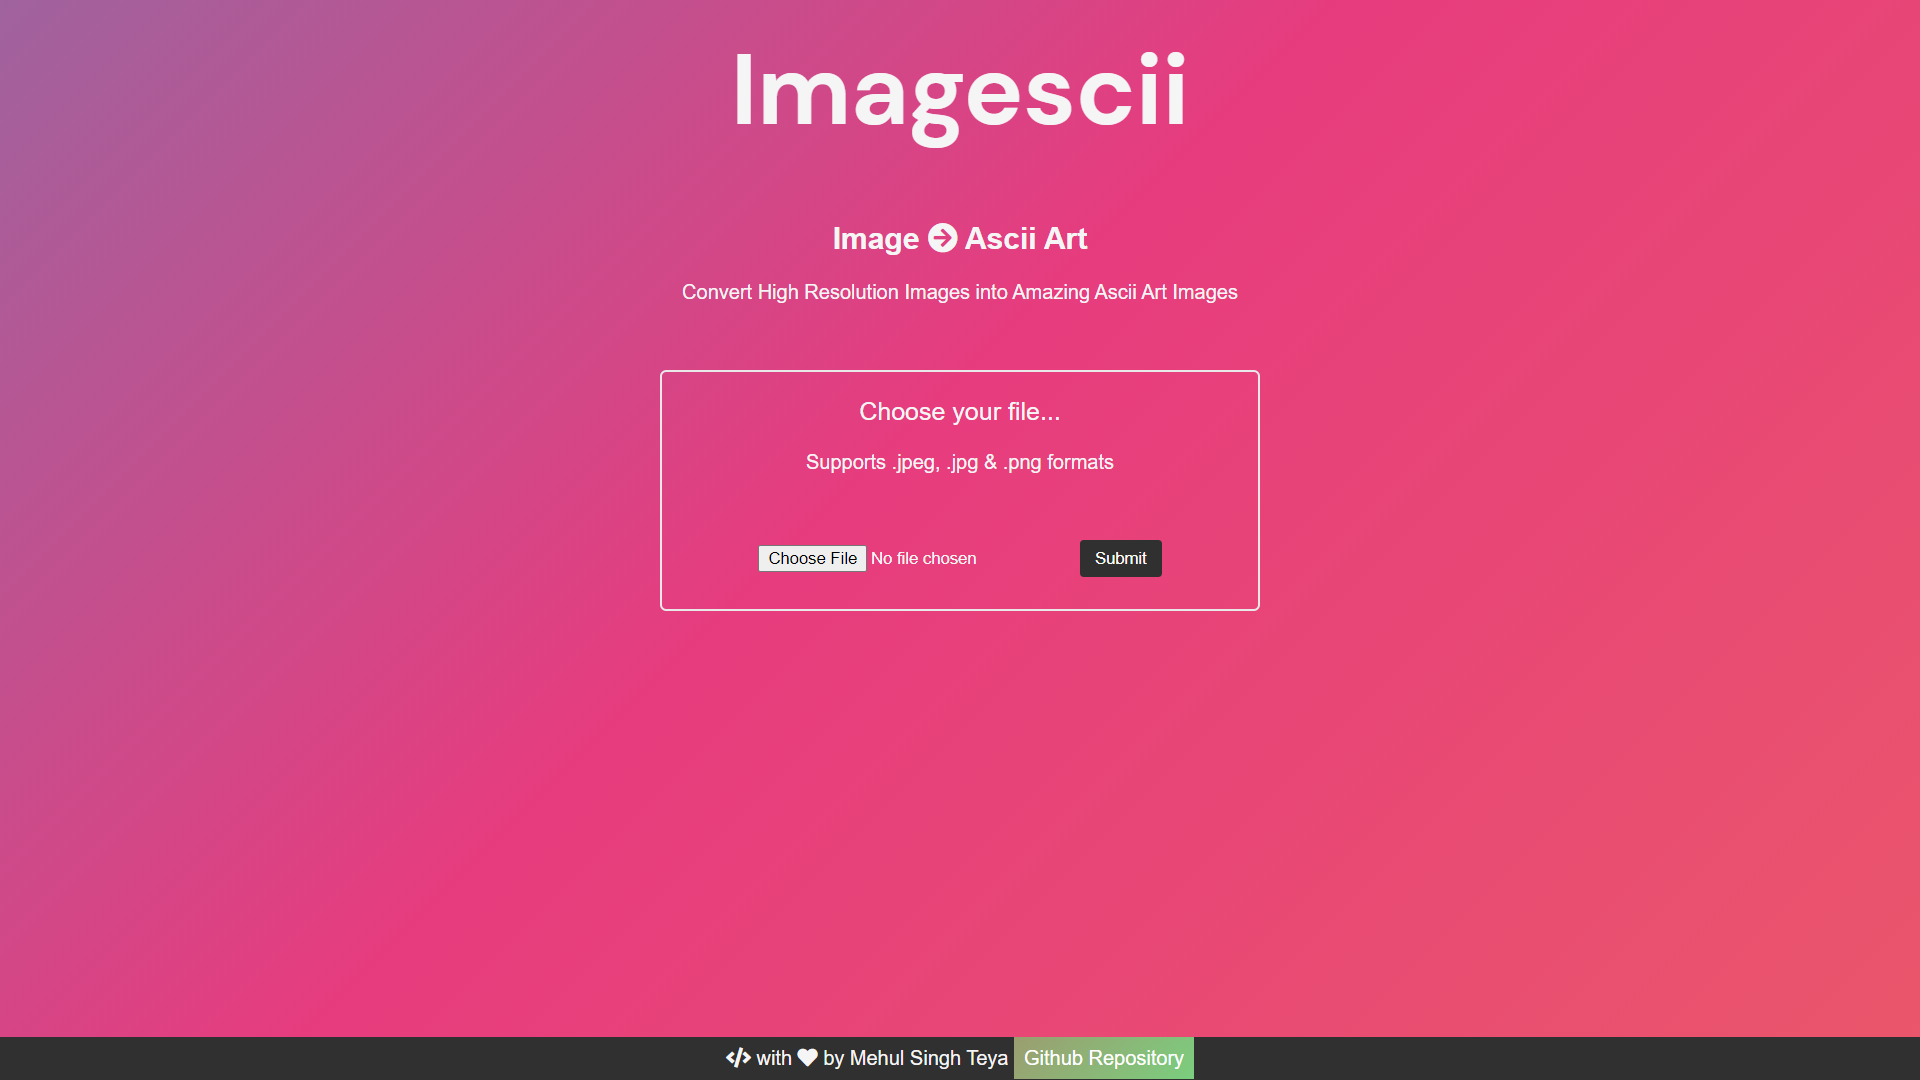 Imagescii
Image Ascii Art
Convert High Resolution Images into Amazing Ascii Art Images
Choose your file...
Supports .jpeg, .jpg & .png formats
Choose File No file chosen Submit
with by Mehul Singh Teya Github Repository